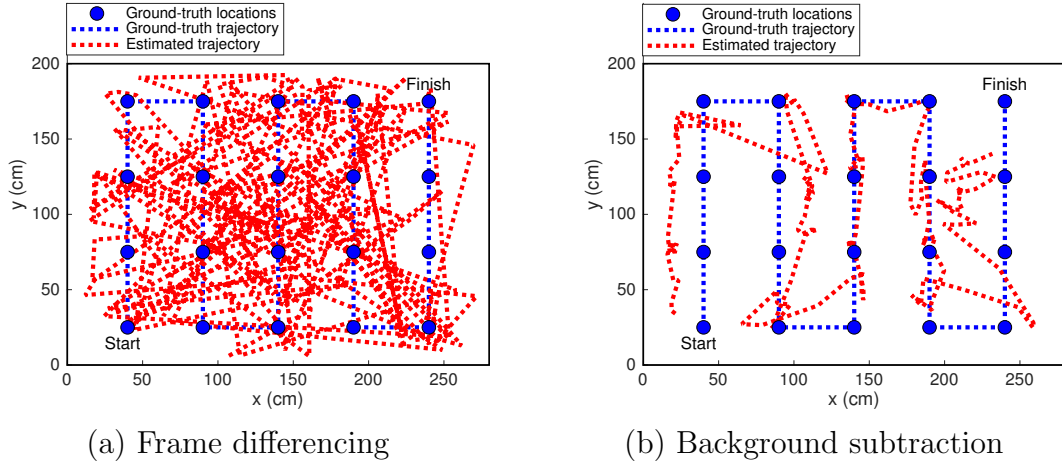 Ground-truth locations
Ground-truth trajectory
Estimated trajectory
200
150
100
50
0
y (cm)
Finish
Start
0 50 100 150 200 250
x (cm)
(a) Frame differencing
Ground-truth locations
Ground-truth trajectory
Estimated trajectory
200
150
100
50
0
y (cm)
Finish
Start
0 50 100 150 200 250
x (cm)
(b) Background subtraction